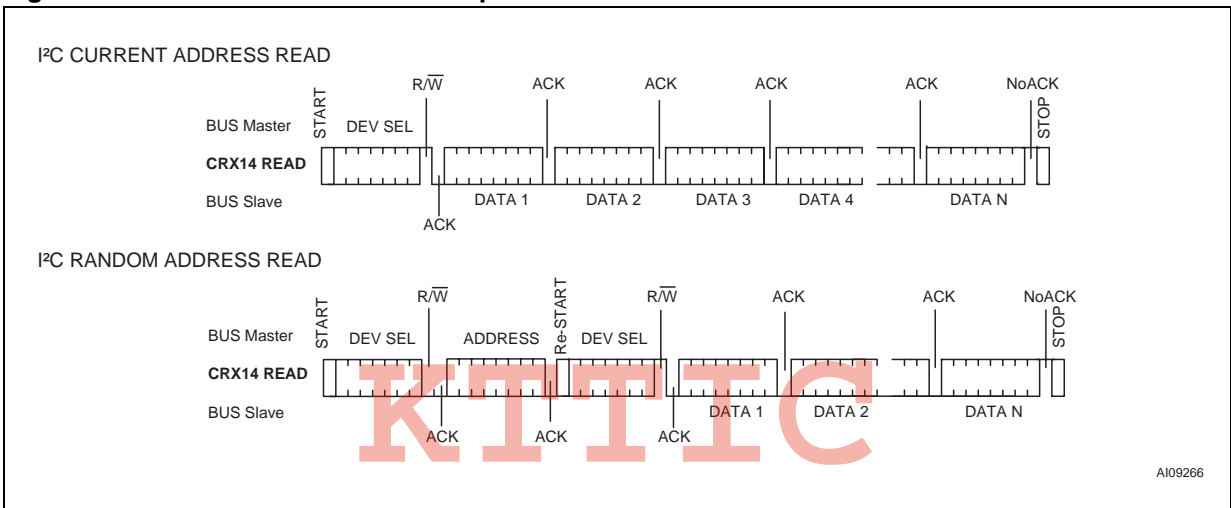 I²C CURRENT ADDRESS READ
R/W ACK ACK ACK ACK NoACK
START STOP
BUS Master DEV SEL
CRX14 READ
BUS Slave DATA 1 DATA 2 DATA 3 DATA 4 DATA N
ACK
I²C RANDOM ADDRESS READ
R/W R/W ACK ACK NoACK
START Re-START STOP
BUS Master DEV SEL ADDRESS DEV SEL
CRX14 READ
BUS Slave DATA 1 DATA 2 DATA N
ACK ACK ACK
KTTIC
AI09266